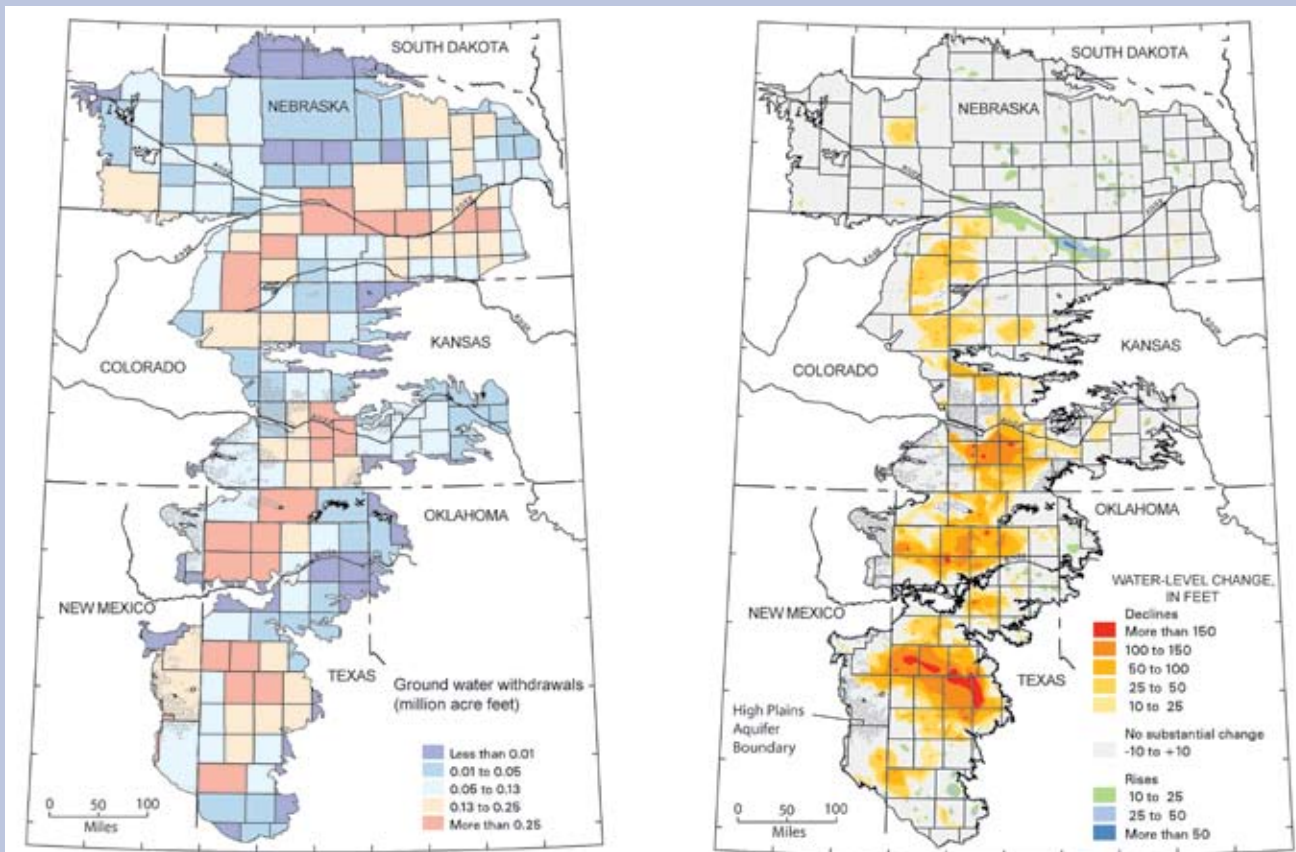 SOUTH DAKOTA
NEBRASKA
COLORADO
KANSAS
OKLAHOMA
NEW MEXICO
TEXAS
Ground water withdrawals
(million acre feet)
Less than 0.01
0.01 to 0.05
0.05 to 0.13
0.13 to 0.25
More than 0.25
0 50 100
Miles
SOUTH DAKOTA
NEBRASKA
COLORADO
KANSAS
OKLAHOMA
NEW MEXICO
TEXAS
High Plains
Aquifer
Boundary
WATER-LEVEL CHANGE,
IN FEET
Declines
More than 150
100 to 150
50 to 100
25 to 50
10 to 25
No substantial change
-10 to +10
Rises
10 to 25
25 to 50
More than 50
0 50 100
Miles